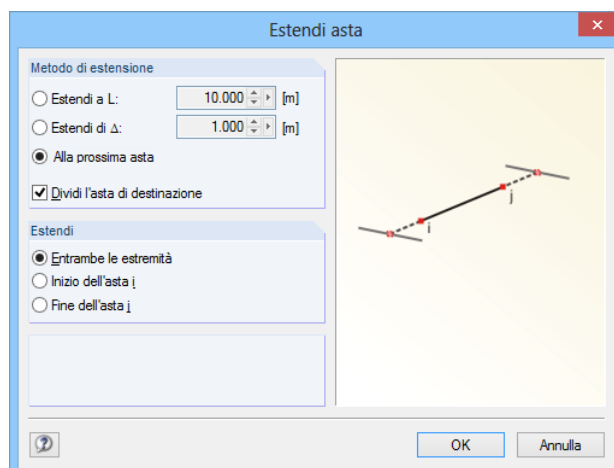 Estendi asta
Metodo di estensione
Estendi a L: 10.000 [m]
Estendi di Δ: 1.000 [m]
Alla prossima asta
Dividi l'asta di destinazione
Estendi
Entrambe le estremità
Inizio dell'asta i
Fine dell'asta j
i
j
OK
Annulla